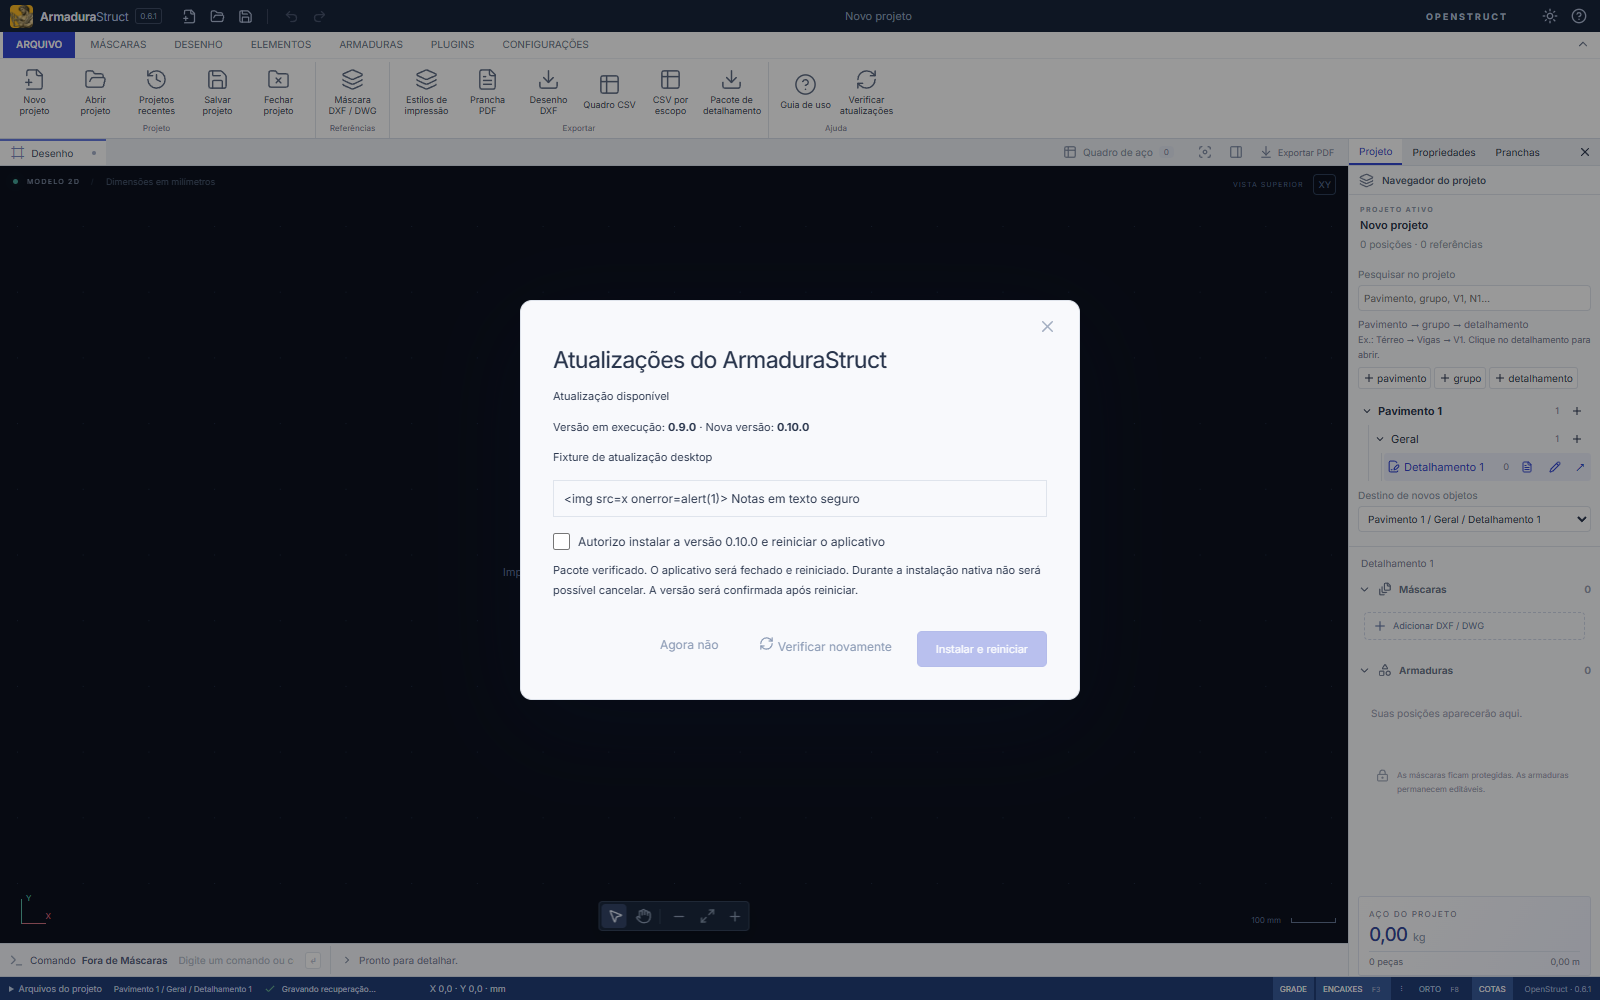 ArmaduraStruct 0.6.1 Novo projeto OPENSTRUCT
ARQUIVO MÁSCARAS DESENHO ELEMENTOS ARMADURAS PLUGINS CONFIGURAÇÕES
Novo projeto
Abrir projeto
Projetos recentes
Salvar projeto
Fechar projeto
Projeto
Máscara DXF / DWG
Referências
Estilos de impressão
Prancha PDF
Desenho DXF
Quadro CSV
CSV por escopo
Pacote de detalhamento
Exportar
Guia de uso
Verificar atualizações
Ajuda
Desenho
Quadro de aço 0
Exportar PDF
MODELO 2D / Dimensões em milímetros
VISTA SUPERIOR XY
Atualizações do ArmaduraStruct
Atualização disponível
Versão em execução: 0.9.0 · Nova versão: 0.10.0
Fixture de atualização desktop
<img src=x onerror=alert(1)> Notas em texto seguro
Autorizo instalar a versão 0.10.0 e reiniciar o aplicativo
Pacote verificado. O aplicativo será fechado e reiniciado. Durante a instalação nativa não será
possível cancelar. A versão será confirmada após reiniciar.
Agora não Verificar novamente Instalar e reiniciar
Y
X
100 mm
Projeto Propriedades Pranchas
Navegador do projeto
PROJETO ATIVO
Novo projeto
0 posições · 0 referências
Pesquisar no projeto
Pavimento, grupo, V1, N1...
Pavimento → grupo → detalhamento
Ex.: Térreo → Vigas → V1. Clique no detalhamento para
abrir.
+ pavimento + grupo + detalhamento
Pavimento 1 1 +
Geral 1 +
Detalhamento 1 0
Destino de novos objetos
Pavimento 1 / Geral / Detalhamento 1
Detalhamento 1
Máscaras 0
+ Adicionar DXF / DWG
Armaduras 0
Suas posições aparecerão aqui.
As máscaras ficam protegidas. As armaduras
permanecem editáveis.
AÇO DO PROJETO
0,00 kg
0 peças 0,00 m
Comando Fora de Máscaras Digite um comando ou c
Pronto para detalhar.
Arquivos do projeto Pavimento 1 / Geral / Detalhamento 1 Gravando recuperação... X 0,0 · Y 0,0 · mm
GRADE ENCAIXES F3 ORTO F8 COTAS OpenStruct · 0.6.1